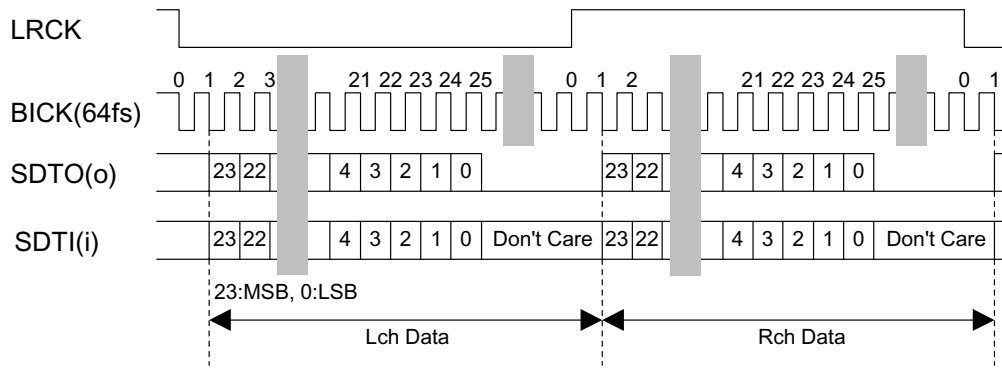 LRCK
0 1 2 3 21 22 23 24 25 0 1 2 21 22 23 24 25 0 1
BICK(64fs)
SDTO(o) 23 22 4 3 2 1 0 23 22 4 3 2 1 0
SDTI(i) 23 22 4 3 2 1 0 Don't Care 23 22 4 3 2 1 0 Don't Care
23:MSB, 0:LSB
Lch Data Rch Data